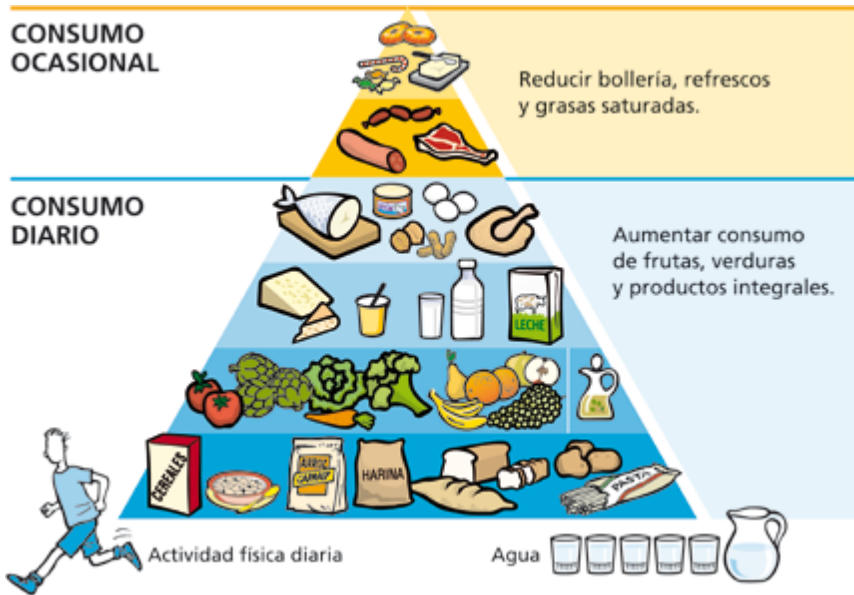 CONSUMO
OCASIONAL
Reducir bollería, refrescos
y grasas saturadas.
CONSUMO
DIARIO
Aumentar consumo
de frutas, verduras
y productos integrales.
LECHE
CEREALES
ARROZ
HARINA
PASTA
Actividad física diaria
Agua